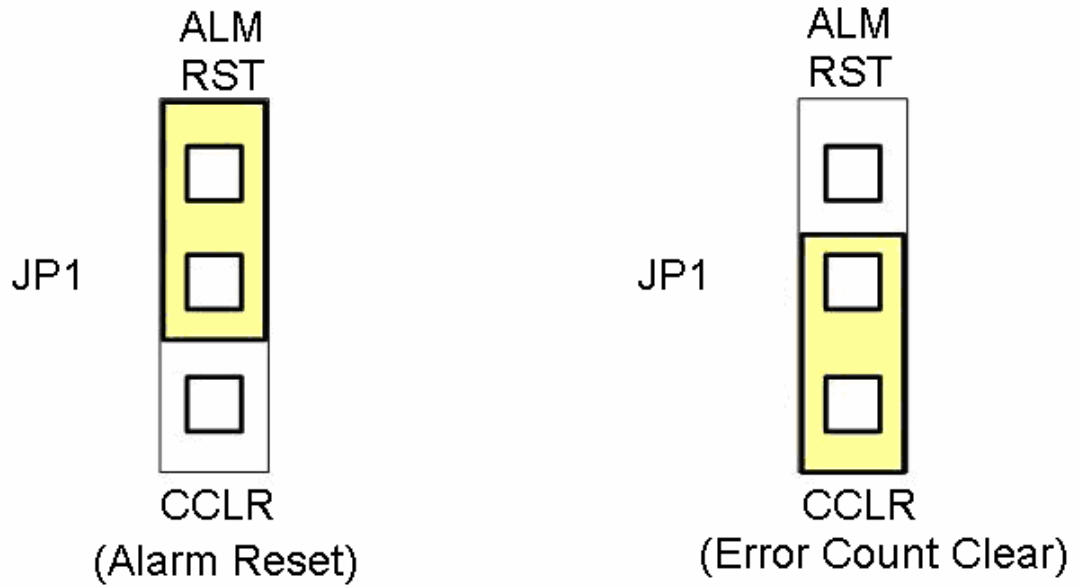 ALM
RST
JP1
CCLR
(Alarm Reset)
ALM
RST
JP1
CCLR
(Error Count Clear)